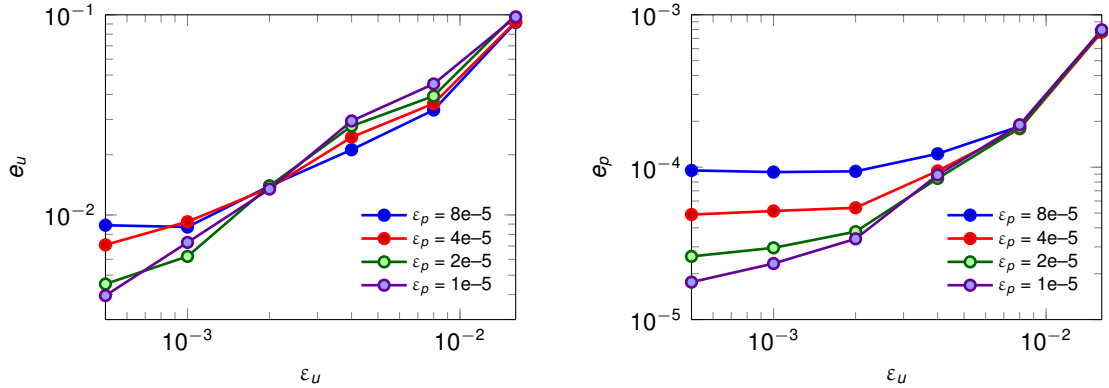 10⁻¹
10⁻²
e_u
10⁻³
10⁻²
ε_u
ε_p = 8e–5
ε_p = 4e–5
ε_p = 2e–5
ε_p = 1e–5
10⁻³
10⁻⁴
10⁻⁵
e_p
10⁻³
10⁻²
ε_u
ε_p = 8e–5
ε_p = 4e–5
ε_p = 2e–5
ε_p = 1e–5